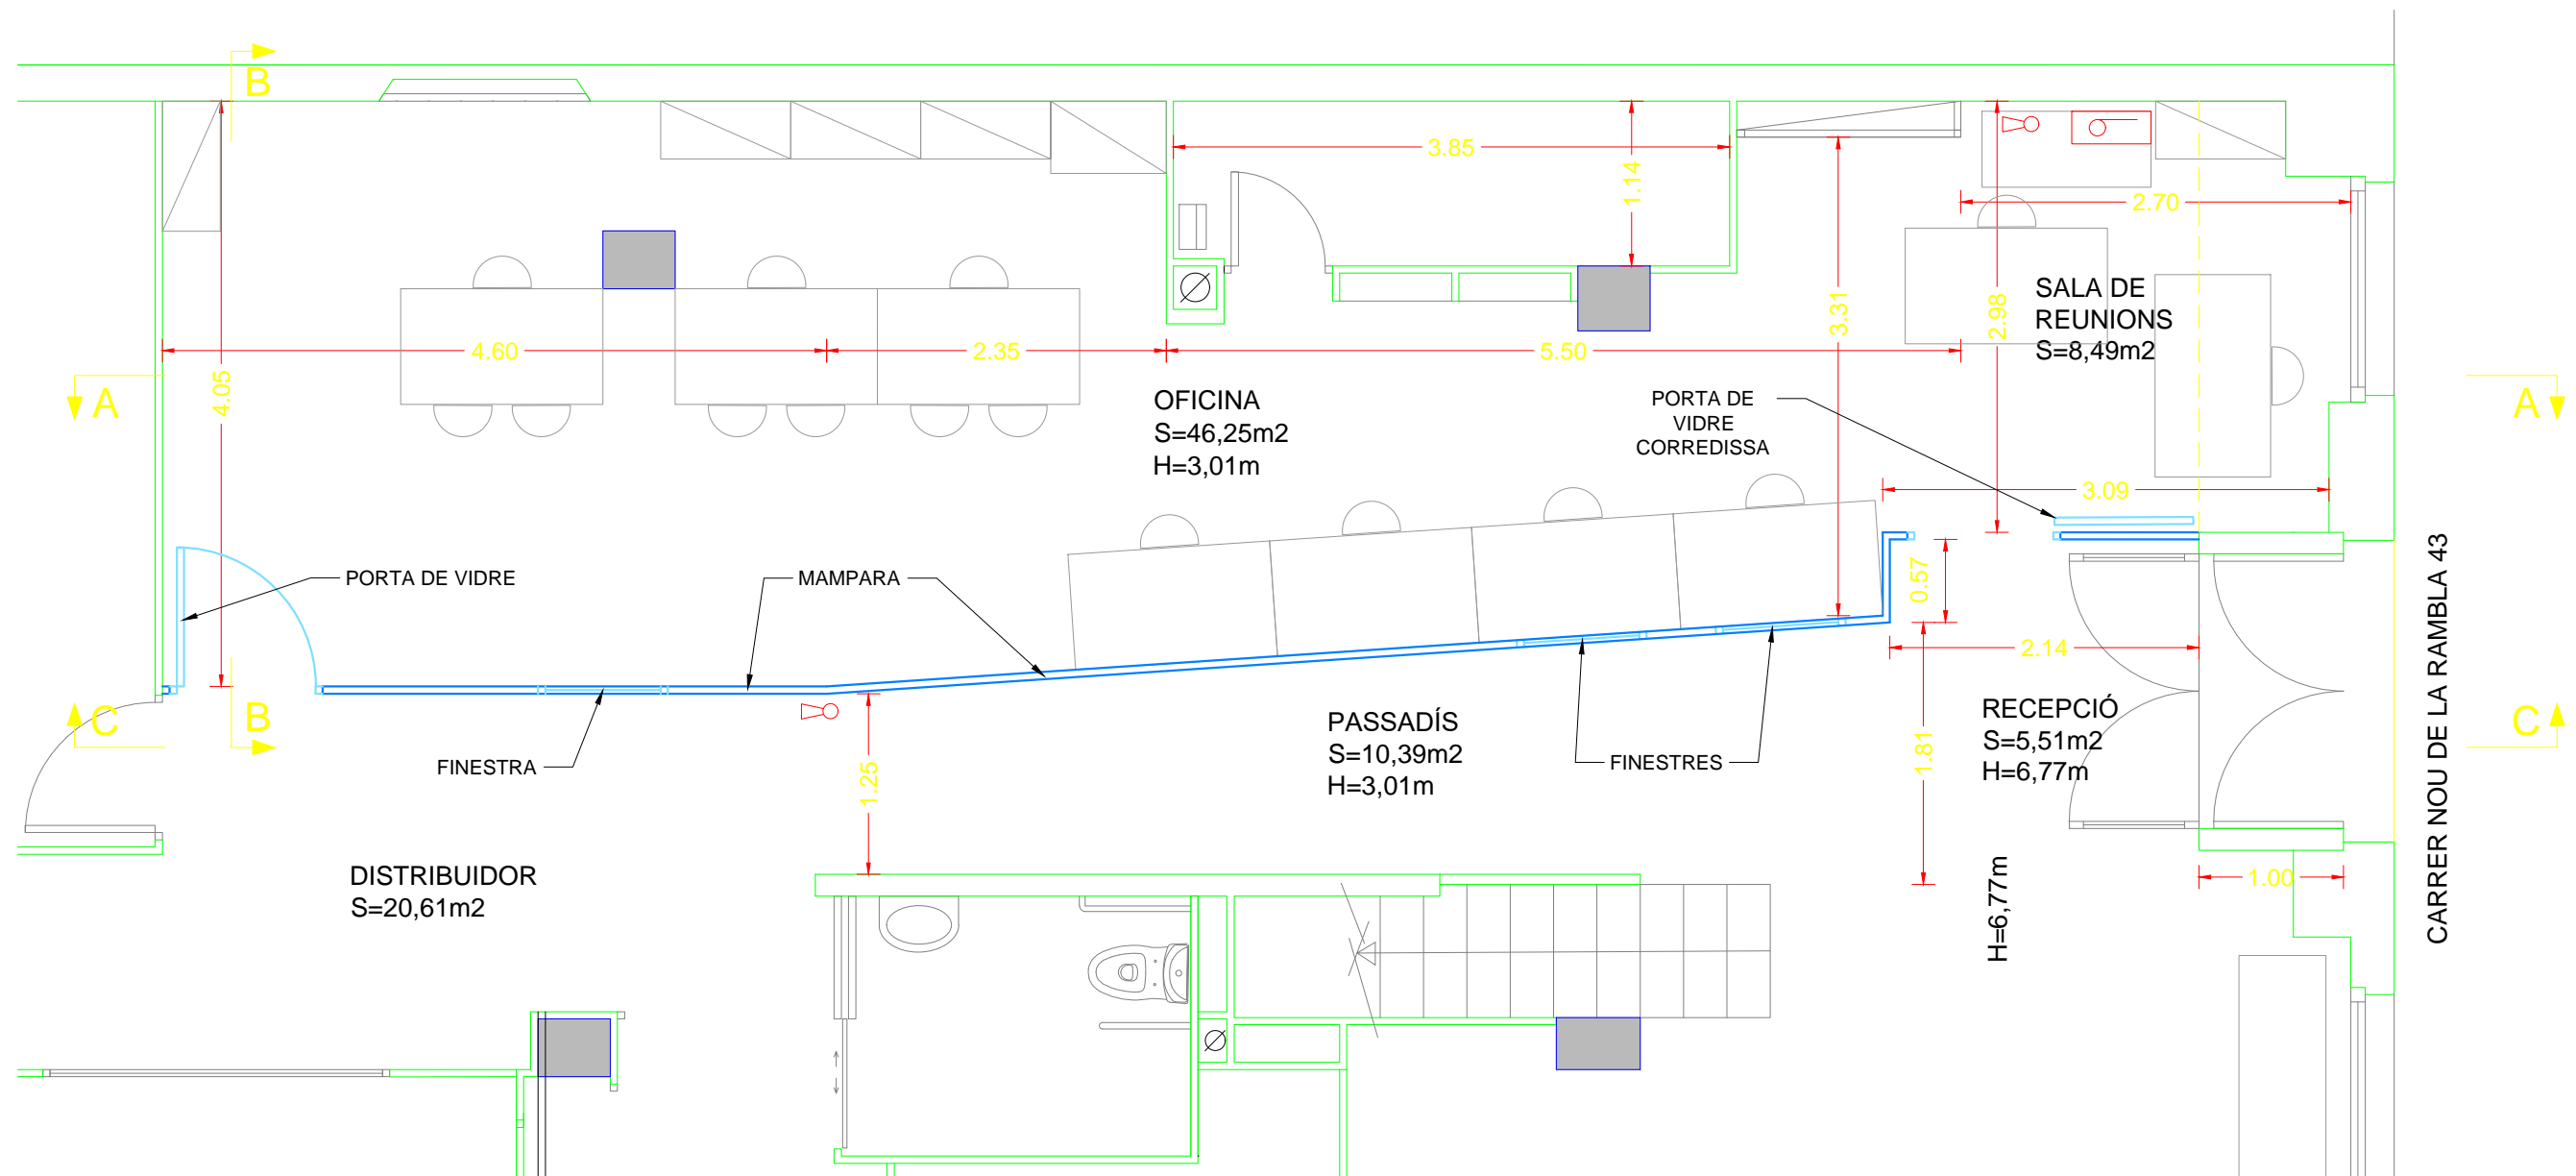 B
3.85
1.14
2.70
3.31
2.98
SALA DE
REUNIONS
S=8,49m2
4.60
2.35
5.50
4.05
A
A
OFICINA
S=46,25m2
H=3,01m
PORTA DE
VIDRE
CORREDISSA
3.09
PORTA DE VIDRE
MAMPARA
0.57
2.14
CARRER NOU DE LA RAMBLA 43
C
B
PASSADÍS
S=10,39m2
H=3,01m
RECEPCIÓ
S=5,51m2
H=6,77m
C
FINESTRA
1.25
FINESTRES
1.81
DISTRIBUIDOR
S=20,61m2
H=6,77m
1.00